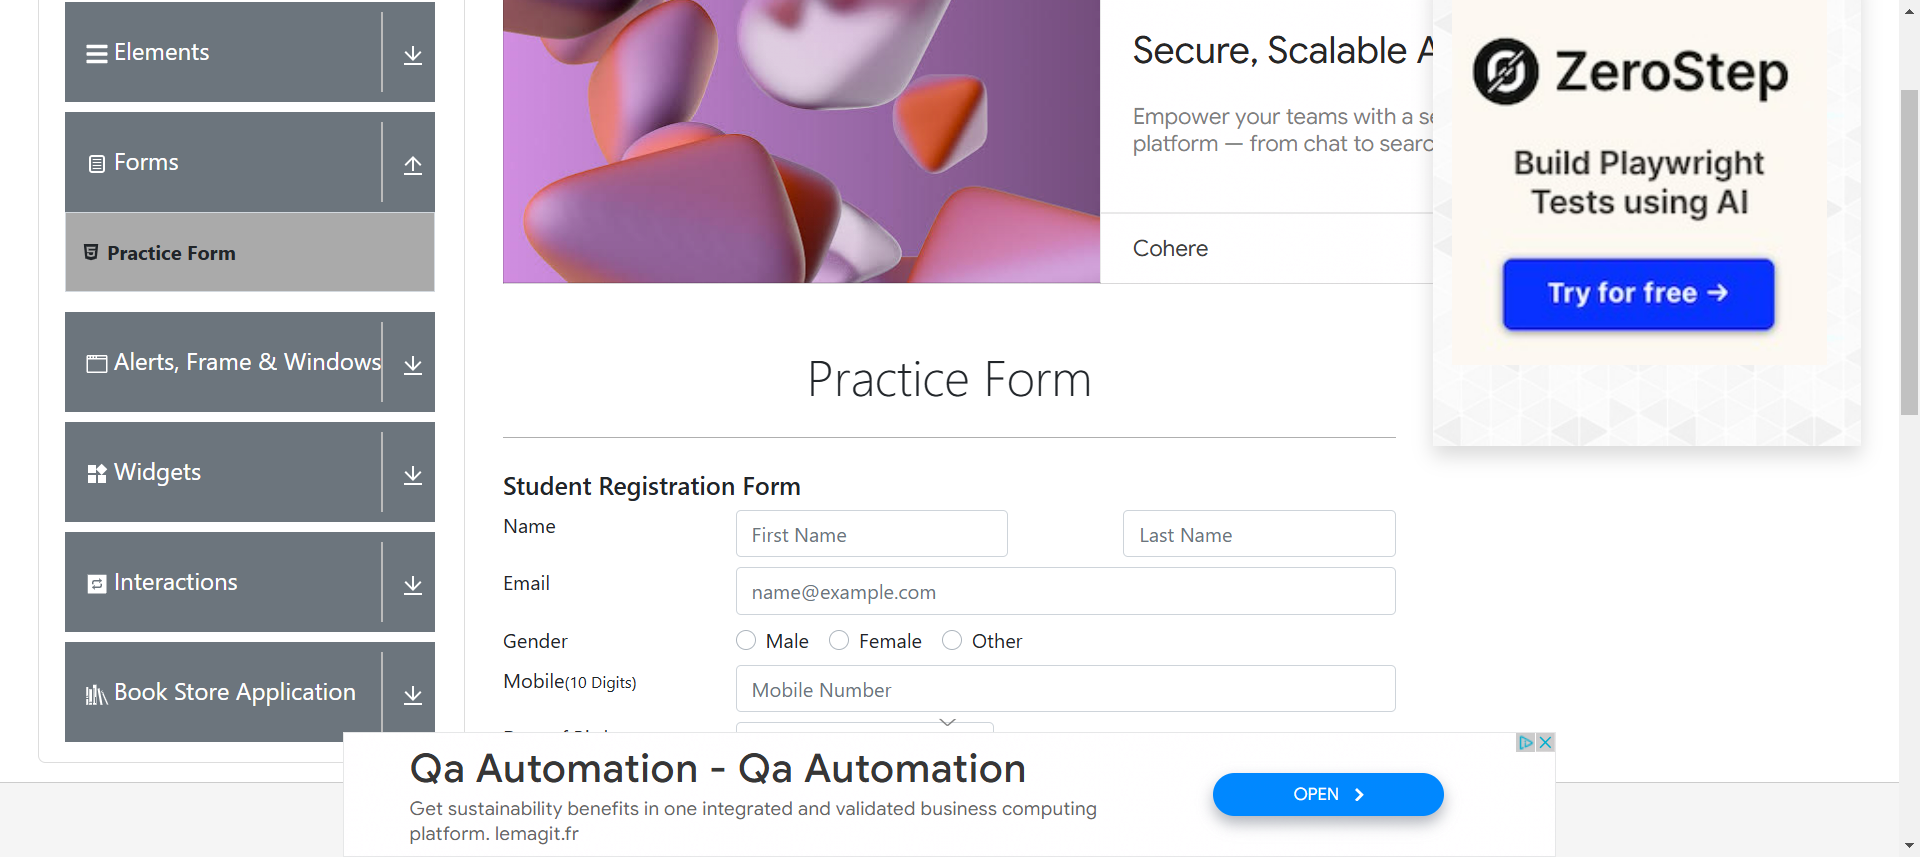 Elements
Forms
Practice Form
Alerts, Frame & Windows
Widgets
Interactions
Book Store Application
Secure, Scalable
Empower your teams with a
platform — from chat to
Cohere
ZeroStep
Build Playwright
Tests using AI
Try for free →
Practice Form
Student Registration Form
Name
First Name
Last Name
Email
name@example.com
Gender
Male
Female
Other
Mobile(10 Digits)
Mobile Number
Qa Automation - Qa Automation
Get sustainability benefits in one integrated and validated business computing
platform. lemagit.fr
OPEN